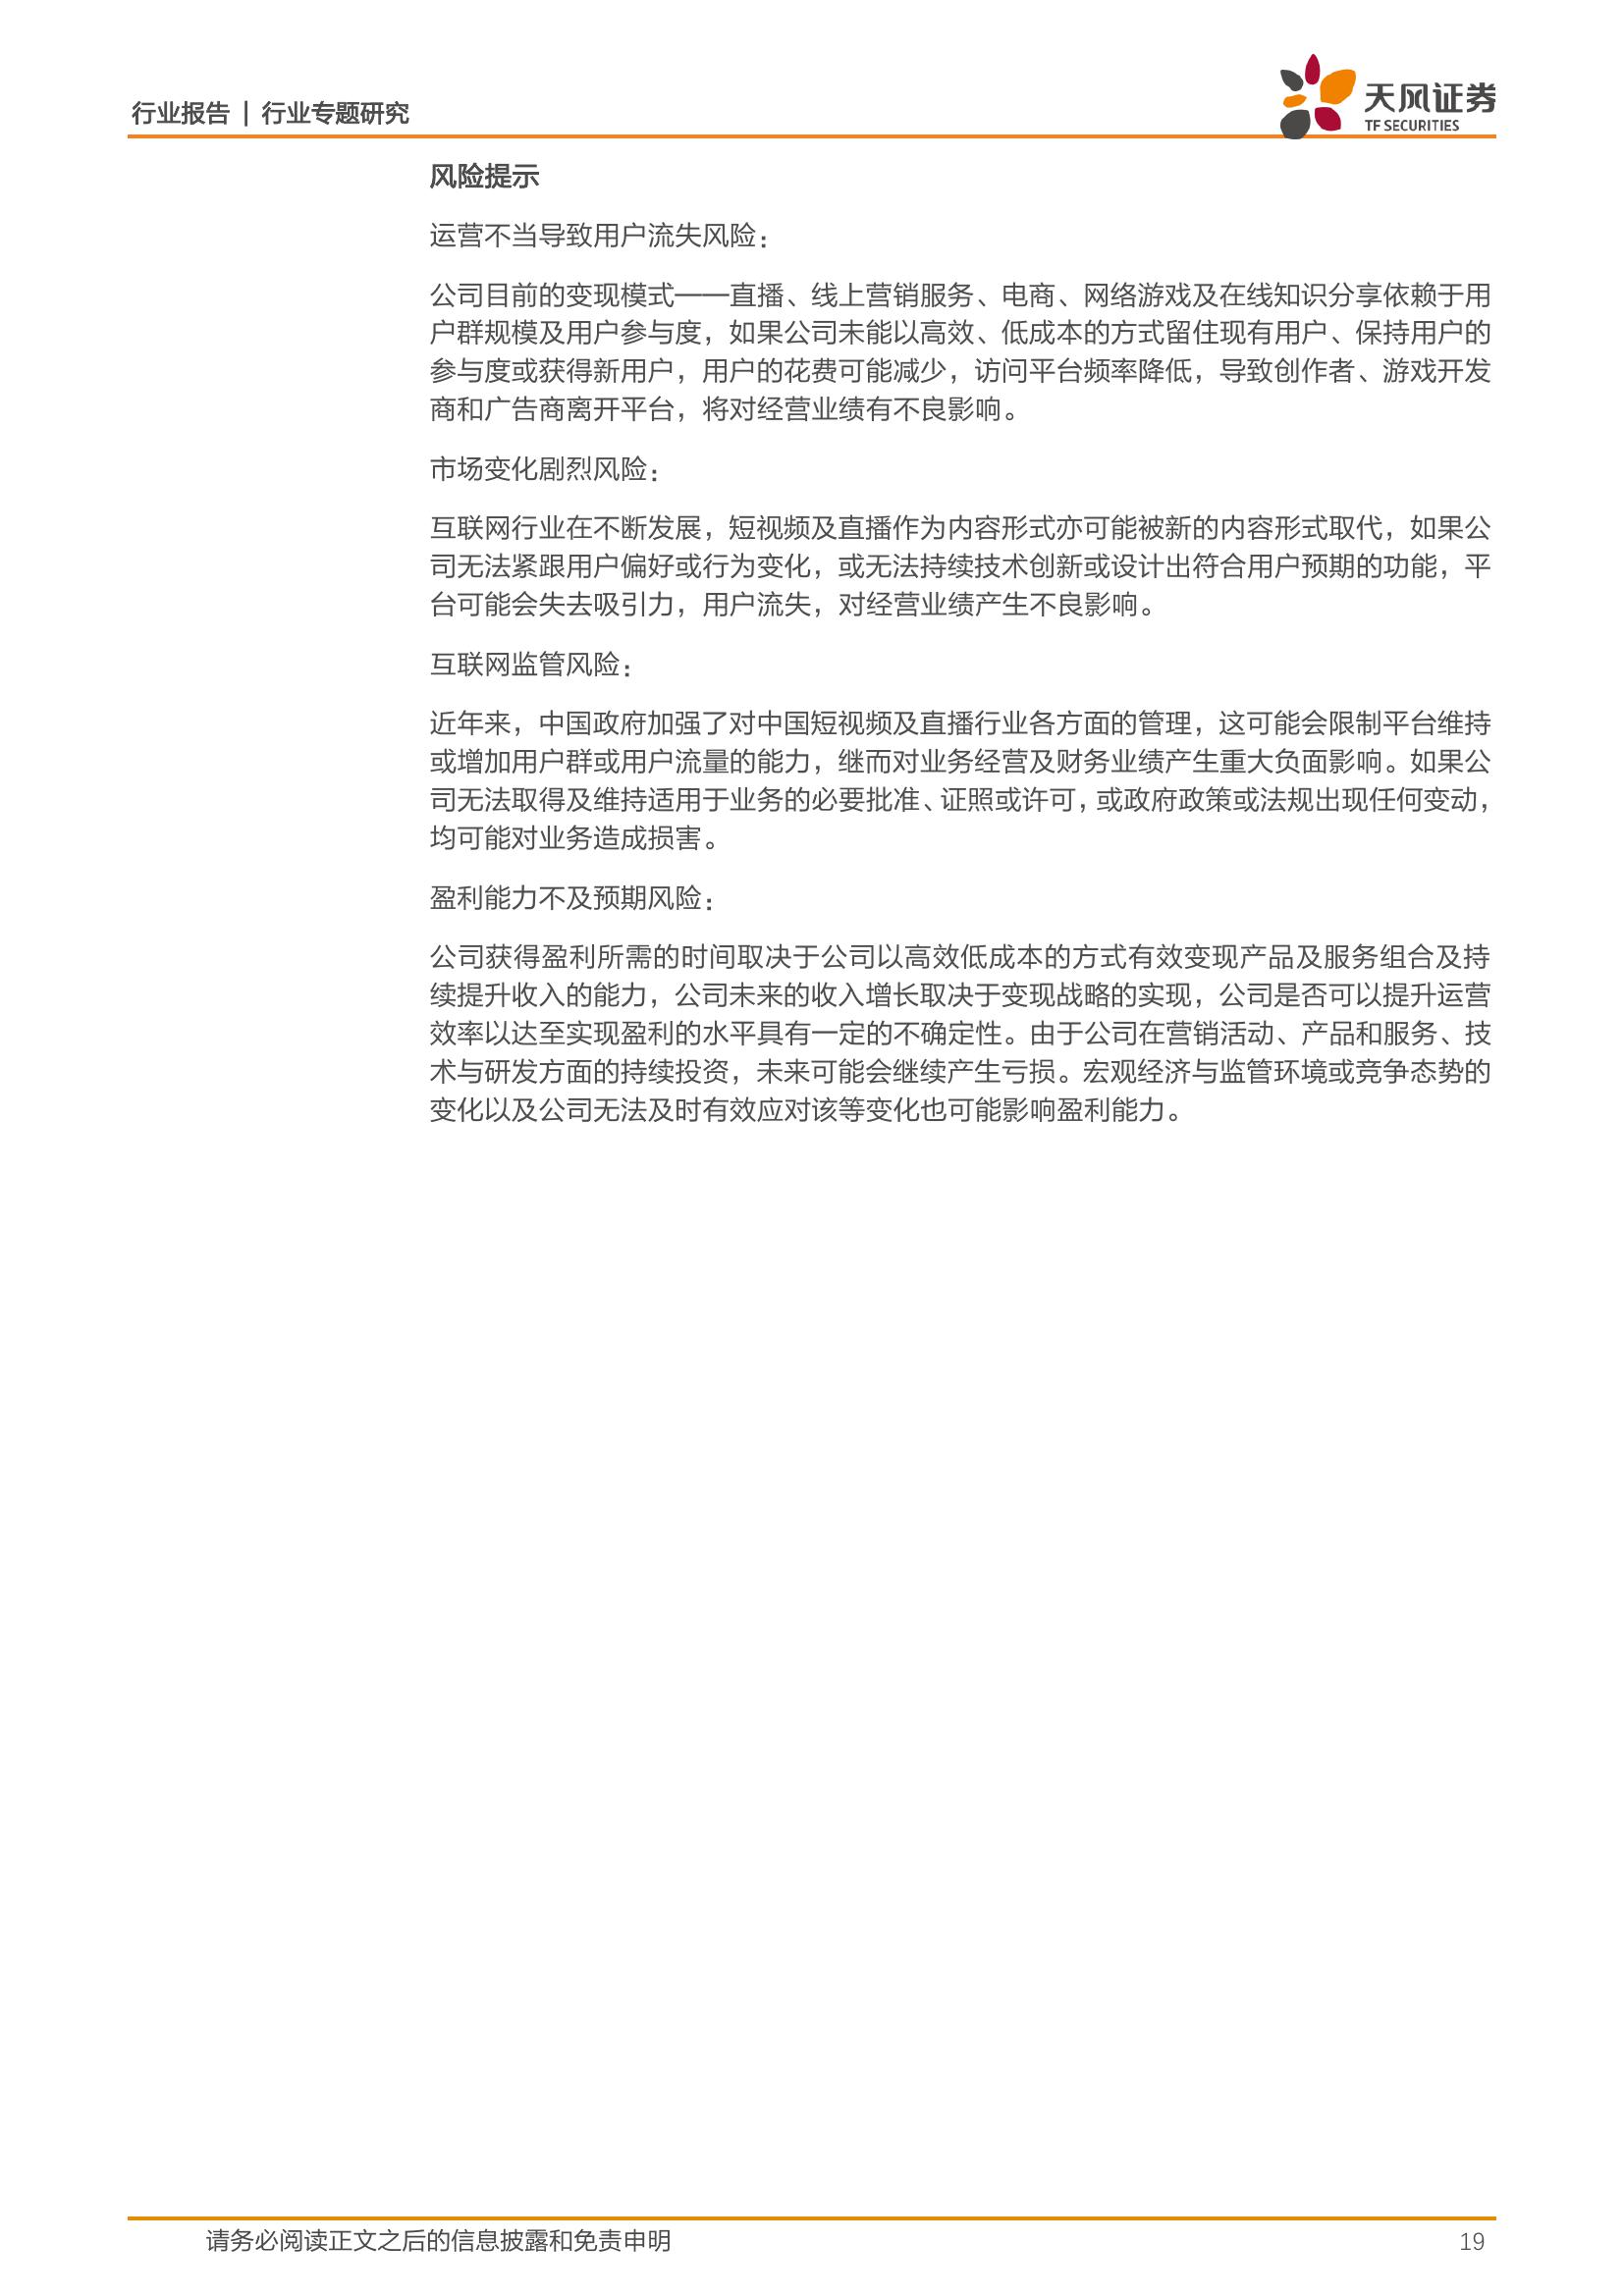 行业报告 | 行业专题研究
天风证券
TF SECURITIES
风险提示
运营不当导致用户流失风险：
公司目前的变现模式——直播、线上营销服务、电商、网络游戏及在线知识分享依赖于用
户群规模及用户参与度，如果公司未能以高效、低成本的方式留住现有用户、保持用户的
参与度或获得新用户，用户的花费可能减少，访问平台频率降低，导致创作者、游戏开发
商和广告商离开平台，将对经营业绩有不良影响。
市场变化剧烈风险：
互联网行业在不断发展，短视频及直播作为内容形式亦可能被新的内容形式取代，如果公
司无法紧跟用户偏好或行为变化，或无法持续技术创新或设计出符合用户预期的功能，平
台可能会失去吸引力，用户流失，对经营业绩产生不良影响。
互联网监管风险：
近年来，中国政府加强了对中国短视频及直播行业各方面的管理，这可能会限制平台维持
或增加用户群或用户流量的能力，继而对业务经营及财务业绩产生重大负面影响。如果公
司无法取得及维持适用于业务的必要批准、证照或许可，或政府政策或法规出现任何变动，
均可能对业务造成损害。
盈利能力不及预期风险：
公司获得盈利所需的时间取决于公司以高效低成本的方式有效变现产品及服务组合及持
续提升收入的能力，公司未来的收入增长取决于变现战略的实现，公司是否可以提升运营
效率以达至实现盈利的水平具有一定的不确定性。由于公司在营销活动、产品和服务、技
术与研发方面的持续投资，未来可能会继续产生亏损。宏观经济与监管环境或竞争态势的
变化以及公司无法及时有效应对该等变化也可能影响盈利能力。
请务必阅读正文之后的信息披露和免责申明
19